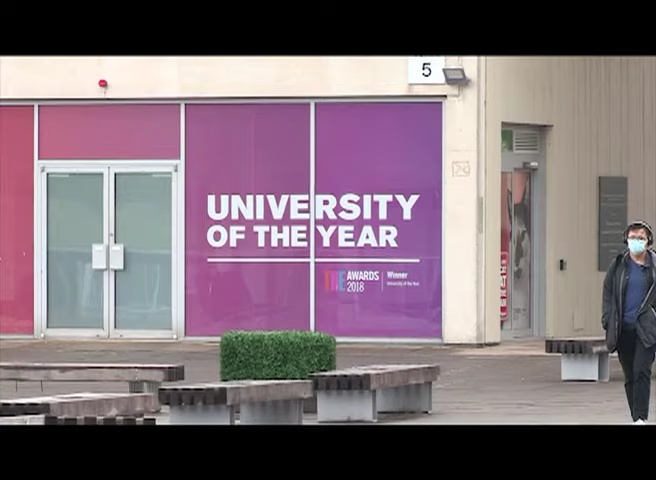 5
UNIVERSITY
OF THE YEAR
THE AWARDS 2018
Winner
University of the Year